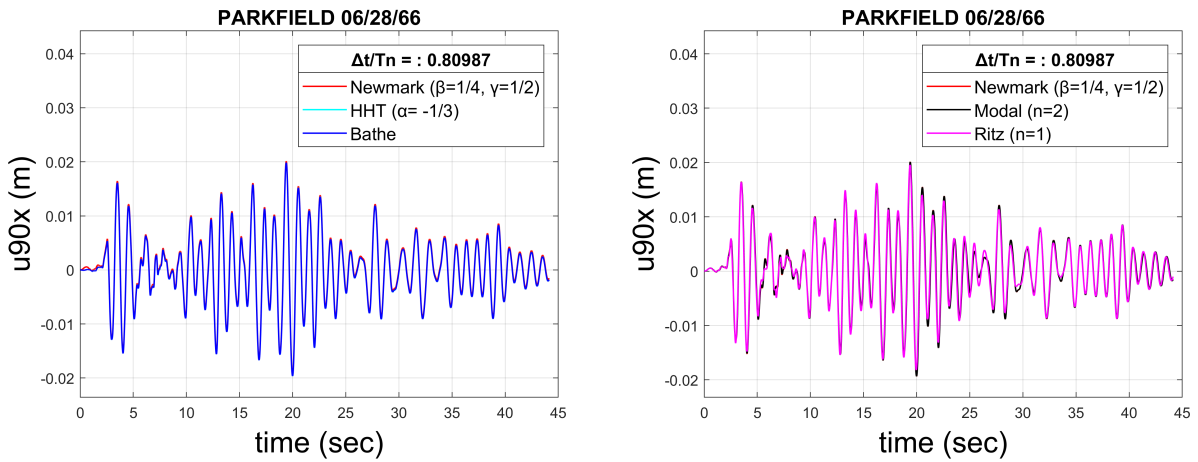 PARKFIELD 06/28/66
Δt/Tn = : 0.80987
Newmark (β=1/4, γ=1/2)
HHT (α= -1/3)
Bathe
0.04
0.03
0.02
0.01
0
-0.01
-0.02
u90x (m)
0 5 10 15 20 25 30 35 40 45
time (sec)
PARKFIELD 06/28/66
Δt/Tn = : 0.80987
Newmark (β=1/4, γ=1/2)
Modal (n=2)
Ritz (n=1)
0.04
0.03
0.02
0.01
0
-0.01
-0.02
u90x (m)
0 5 10 15 20 25 30 35 40 45
time (sec)